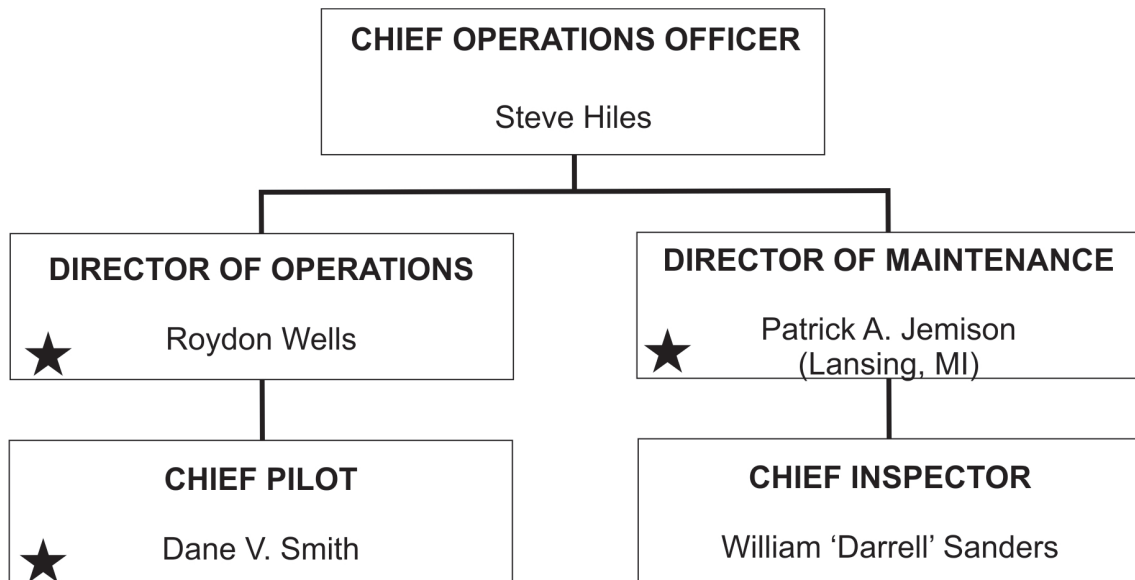 CHIEF OPERATIONS OFFICER
Steve Hiles
DIRECTOR OF OPERATIONS
Roydon Wells
DIRECTOR OF MAINTENANCE
Patrick A. Jemison
(Lansing, MI)
CHIEF PILOT
Dane V. Smith
CHIEF INSPECTOR
William ‘Darrell’ Sanders